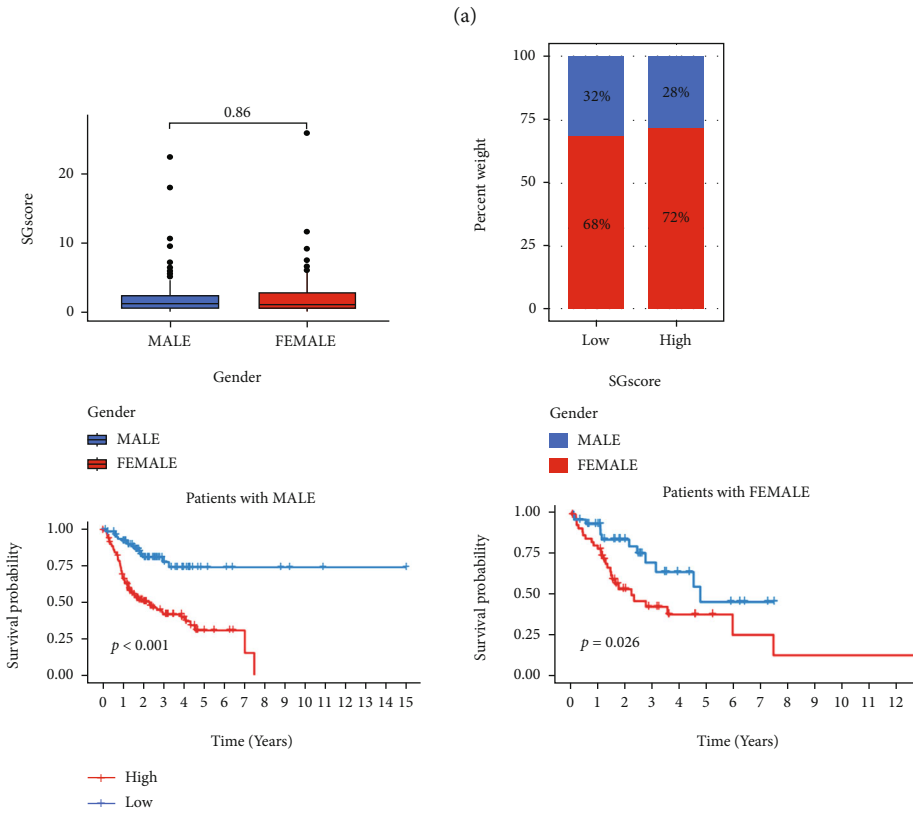 (a)
0.86
20
10
0
SGscore
MALE
FEMALE
Gender
Gender
MALE
FEMALE
100
75
50
25
0
Percent weight
32%
28%
68%
72%
Low
High
SGscore
Gender
MALE
FEMALE
Patients with MALE
1.00
0.75
0.50
0.25
0.00
Survival probability
p < 0.001
0 1 2 3 4 5 6 7 8 9 10 11 12 13 14 15
Time (Years)
High
Low
Patients with FEMALE
1.00
0.75
0.50
0.25
0.00
Survival probability
p = 0.026
0 1 2 3 4 5 6 7 8 9 10 11 12
Time (Years)